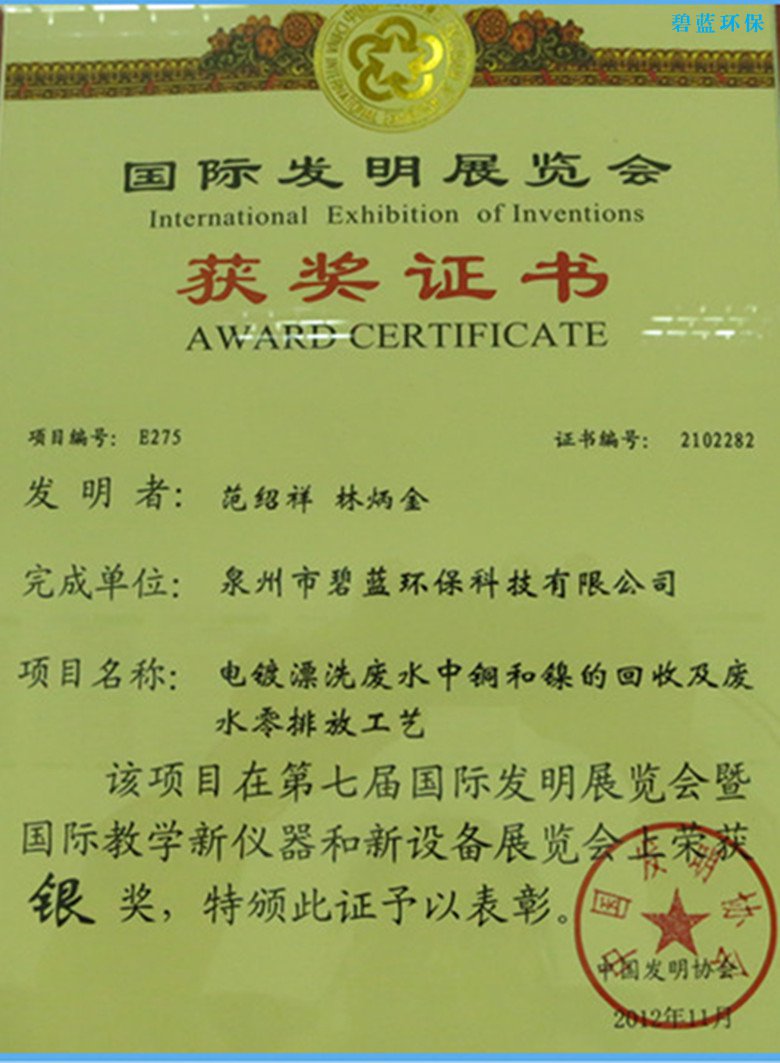 碧蓝环保
国际发明展览会
International Exhibition of Inventions
获奖证书
AWARD CERTIFICATE
项目编号: E275 证书编号: 2102282
发明者: 范绍祥 林炳金
完成单位: 泉州市碧蓝环保科技有限公司
项目名称: 电镀漂洗废水中铜和镍的回收及废
水零排放工艺
该项目在第七届国际发明展览会暨
国际教学新仪器和新设备展览会上荣获
银奖，特颁此证予以表彰。
中国发明协会
中国发明协会
2012年11月